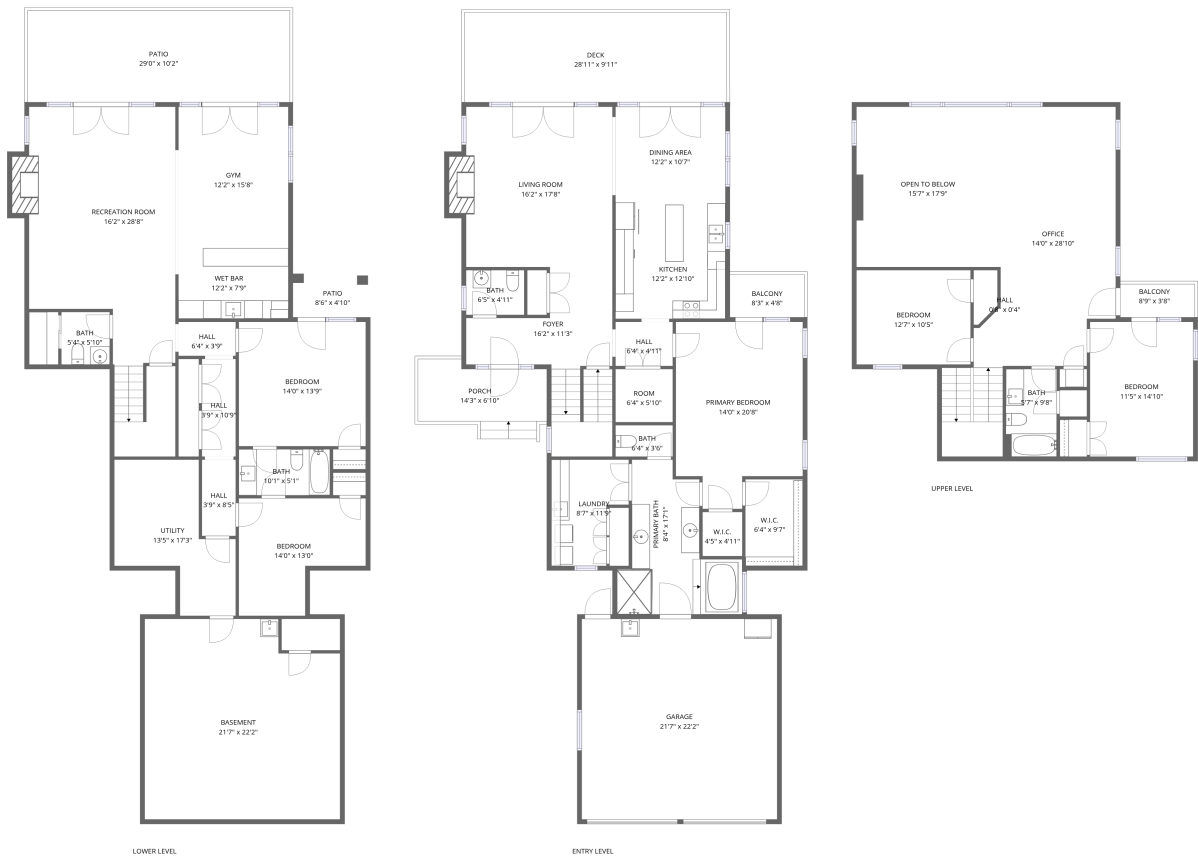 PATIO
29'0" x 10'2"
GYM
12'2" x 15'8"
RECREATION ROOM
16'2" x 28'8"
WET BAR
12'2" x 7'9"
PATIO
8'6" x 4'10"
BATH
5'4" x 5'10"
HALL
6'4" x 3'9"
BEDROOM
14'0" x 13'9"
HALL
3'9" x 10'9"
BATH
10'1" x 5'1"
HALL
3'9" x 8'5"
UTILITY
13'5" x 17'3"
BEDROOM
14'0" x 13'0"
BASEMENT
21'7" x 22'2"
LOWER LEVEL
DECK
28'11" x 9'11"
DINING AREA
12'2" x 10'7"
LIVING ROOM
16'2" x 17'8"
KITCHEN
12'2" x 12'10"
BATH
6'5" x 4'11"
BALCONY
8'3" x 4'8"
FOYER
16'2" x 11'3"
HALL
6'4" x 4'11"
PORCH
14'3" x 6'10"
ROOM
6'4" x 5'10"
PRIMARY BEDROOM
14'0" x 20'8"
BATH
6'4" x 3'6"
LAUNDRY
8'7" x 11'9"
PRIMARY BATH
8'4" x 17'1"
W.I.C.
4'5" x 4'11"
W.I.C.
6'4" x 9'7"
GARAGE
21'7" x 22'2"
ENTRY LEVEL
OPEN TO BELOW
15'7" x 17'9"
OFFICE
14'0" x 28'10"
HALL
BALCONY
8'9" x 3'8"
BEDROOM
12'7" x 10'5"
BATH
5'7" x 9'8"
BEDROOM
11'5" x 14'10"
UPPER LEVEL